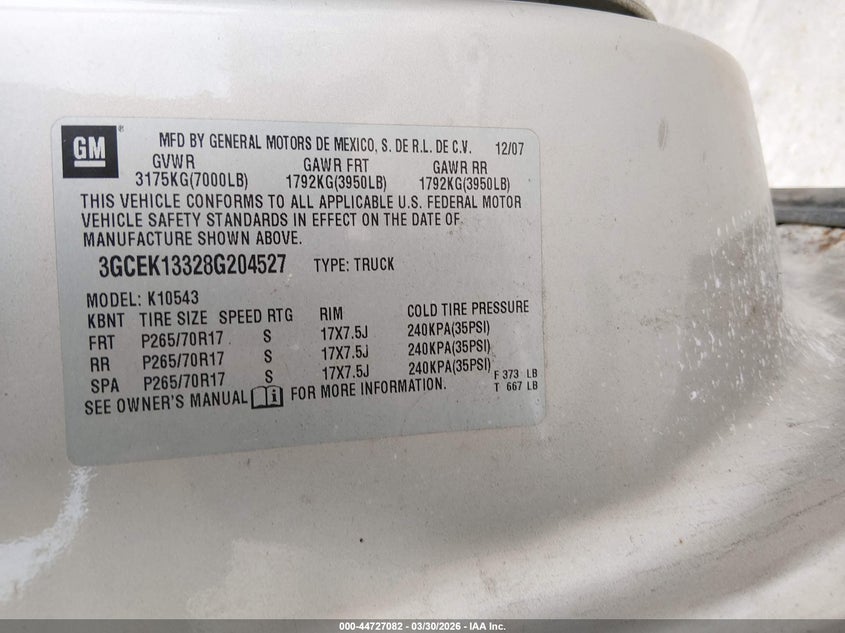 GM
MFD BY GENERAL MOTORS DE MEXICO, S. DE R.L. DE C.V. 12/07
GVWR GAWR FRT GAWR RR
3175KG(7000LB) 1792KG(3950LB) 1792KG(3950LB)
THIS VEHICLE CONFORMS TO ALL APPLICABLE U.S. FEDERAL MOTOR
VEHICLE SAFETY STANDARDS IN EFFECT ON THE DATE OF
MANUFACTURE SHOWN ABOVE.
3GCEK13328G204527 TYPE: TRUCK
MODEL: K10543
KBNT TIRE SIZE SPEED RTG RIM COLD TIRE PRESSURE
FRT P265/70R17 S 17X7.5J 240KPA(35PSI)
RR P265/70R17 S 17X7.5J 240KPA(35PSI)
SPA P265/70R17 S 17X7.5J 240KPA(35PSI)
F 373 LB
SEE OWNER'S MANUAL FOR MORE INFORMATION. T 667 LB
000-44727082 - 03/30/2026 - IAA Inc.